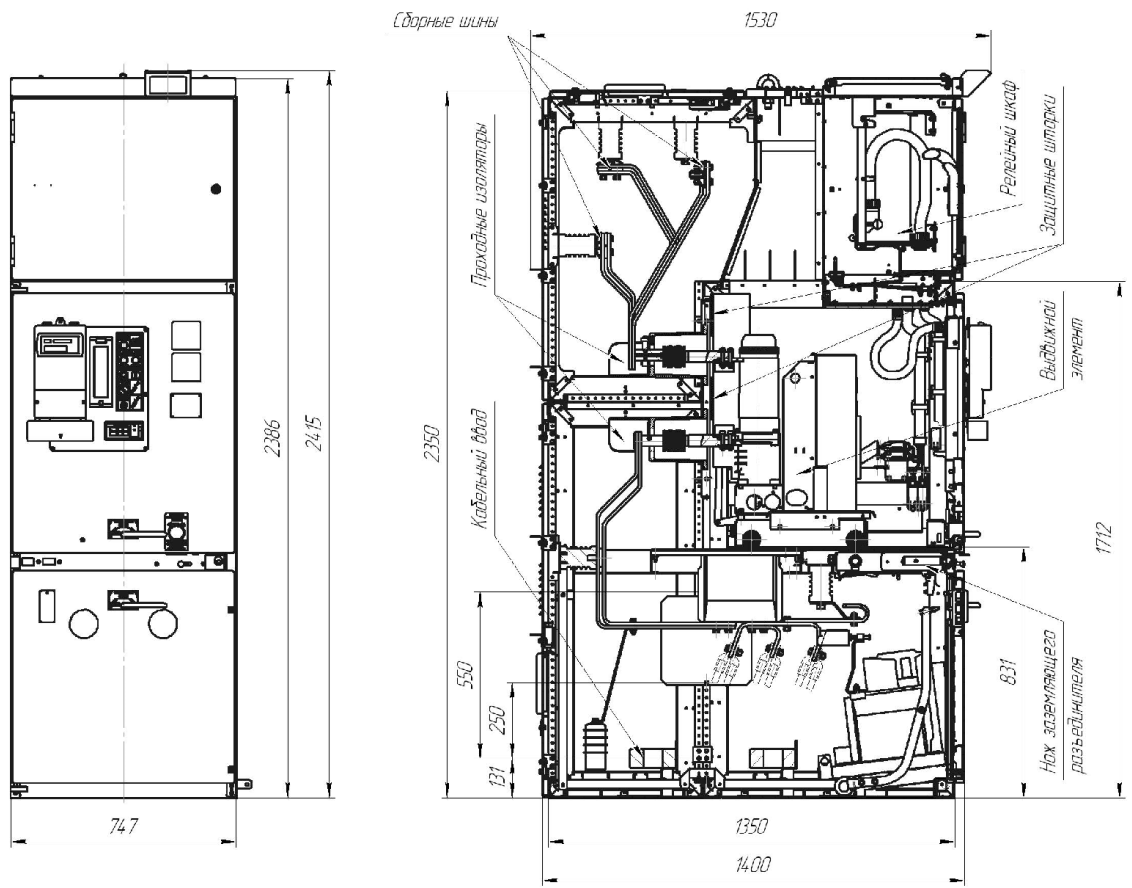 Сборные шины
1530
Проходные изоляторы
Релейный шкаф
Защитные шторки
Выдвижной
элемент
Кабельный ввод
2386
2415
2350
1712
550
250
131
831
Нож заземляющего
разъединителя
747
1350
1400